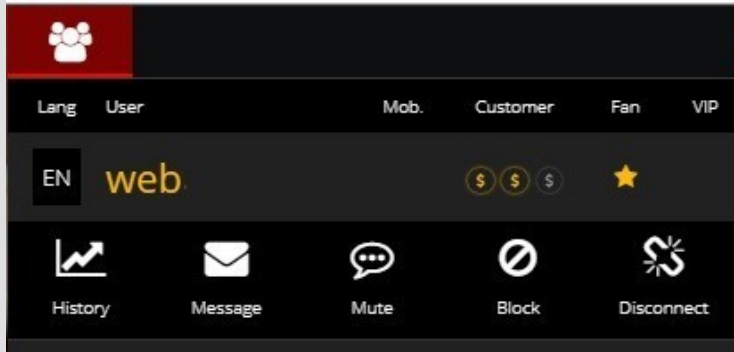 Lang User Mob. Customer Fan VIP
EN web $ $ $
History Message Mute Block Disconnect